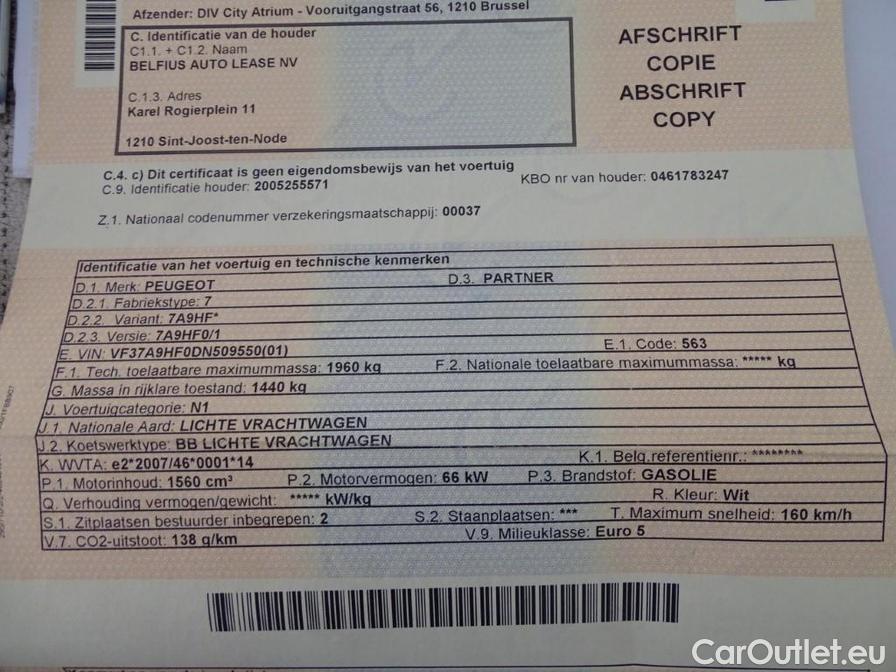 Afzender: DIV City Atrium - Vooruitgangstraat 56, 1210 Brussel
C. Identificatie van de houder
C1.1. + C1.2. Naam
BELFIUS AUTO LEASE NV
C.1.3. Adres
Karel Rogierplein 11
1210 Sint-Joost-ten-Node
AFSCHRIFT
COPIE
ABSCHRIFT
COPY
C.4. c) Dit certificaat is geen eigendomsbewijs van het voertuig
C.9. Identificatie houder: 2005255571 KBO nr van houder: 0461783247
Z.1. Nationaal codenummer verzekeringsmaatschappij: 00037
Identificatie van het voertuig en technische kenmerken
D.1. Merk: PEUGEOT D.3. PARTNER
D.2.1. Fabriekstype: 7
D.2.2. Variant: 7A9HF*
D.2.3. Versie: 7A9HF0/1
E. VIN: VF37A9HF0DN509550(01) E.1. Code: 563
F.1. Tech. toelaatbare maximummassa: 1960 kg F.2. Nationale toelaatbare maximummassa: ***** kg
G. Massa in rijklare toestand: 1440 kg
J. Voertuigcategorie: N1
J.1. Nationale Aard: LICHTE VRACHTWAGEN
J.2. Koetswerktype: BB LICHTE VRACHTWAGEN
K. WVTA: e2*2007/46*0001*14 K.1. Belg.referentienr.: ********
P.1. Motorinhoud: 1560 cm³ P.2. Motorvermogen: 66 kW P.3. Brandstof: GASOLIE
Q. Verhouding vermogen/gewicht: ***** kW/kg R. Kleur: Wit
S.1. Zitplaatsen bestuurder inbegrepen: 2 S.2. Staanplaatsen: *** T. Maximum snelheid: 160 km/h
V.7. CO2-uitstoot: 138 g/km V.9. Milieuklasse: Euro 5
CarOutlet.eu